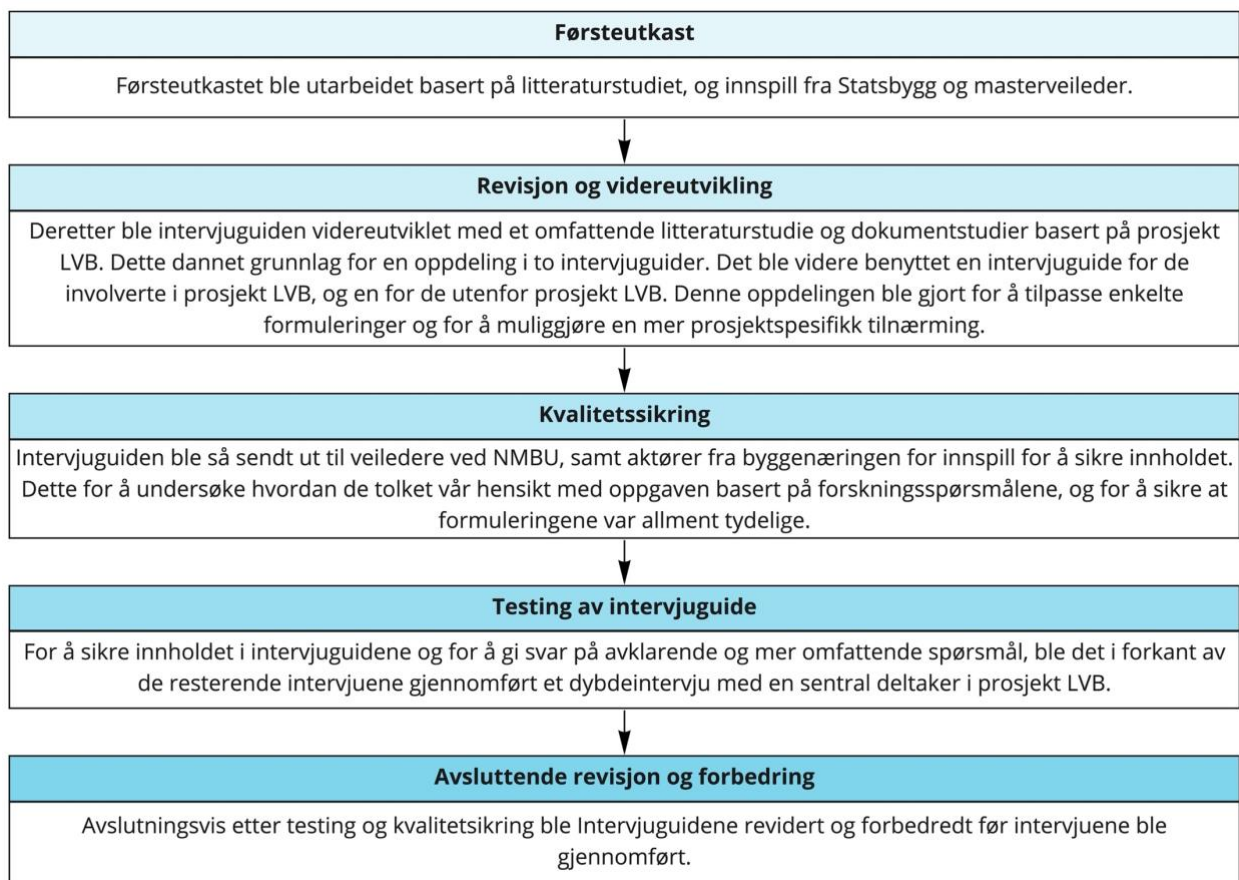 Førsteutkast
Førsteutkastet ble utarbeidet basert på litteraturstudiet, og innspill fra Statsbygg og masterveileder.
Revisjon og videreutvikling
Deretter ble intervjuguiden videreutviklet med et omfattende litteraturstudie og dokumentstudier basert på prosjekt
LVB. Dette dannet grunnlag for en oppdeling i to intervjuguider. Det ble videre benyttet en intervjuguide for de
involverte i prosjekt LVB, og en for de utenfor prosjekt LVB. Denne oppdelingen ble gjort for å tilpasse enkelte
formuleringer og for å muliggjøre en mer prosjektspesifikk tilnærming.
Kvalitetssikring
Intervjuguiden ble så sendt ut til veiledere ved NMBU, samt aktører fra byggenæringen for innspill for å sikre innholdet.
Dette for å undersøke hvordan de tolket vår hensikt med oppgaven basert på forskningsspørsmålene, og for å sikre at
formuleringene var allment tydelige.
Testing av intervjuguide
For å sikre innholdet i intervjuguidene og for å gi svar på avklarende og mer omfattende spørsmål, ble det i forkant av
de resterende intervjuene gjennomført et dybdeintervju med en sentral deltaker i prosjekt LVB.
Avsluttende revisjon og forbedring
Avslutningsvis etter testing og kvalitetsikring ble Intervjuguidene revidert og forbedredt før intervjuene ble
gjennomført.